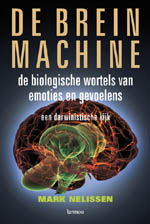 DE BREIN
MACHINE
de biologische wortels van
emoties en gevoelens
een darwinistische kijk
MARK NELISSEN
lannoo